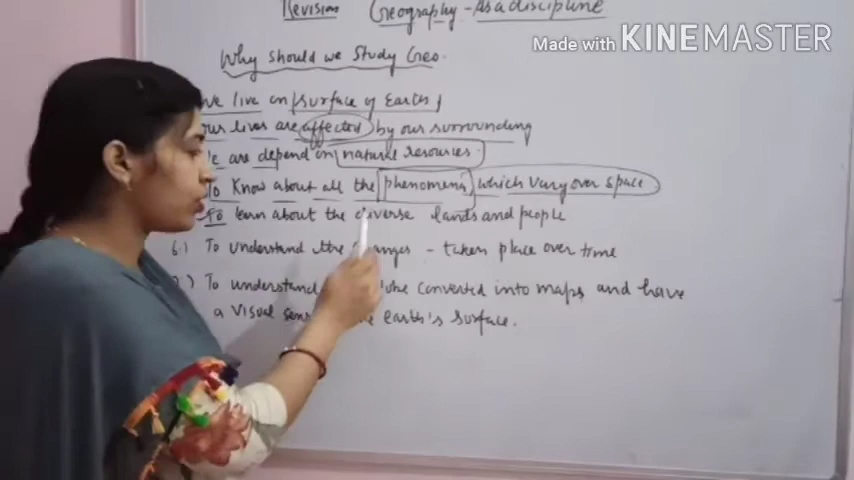 Revision Geography - As a discipline
Made with KINEMASTER
Why should we Study Geo.
we live on surface of Earth,
our lives are affected by our surrounding
are depend on natural resources.
To Know about all the phenomena which vary over space
To learn about the diverse lands and people
6.) To understand the changes - taken place over time
) To understand converted into maps and have
a visual earth's surface.